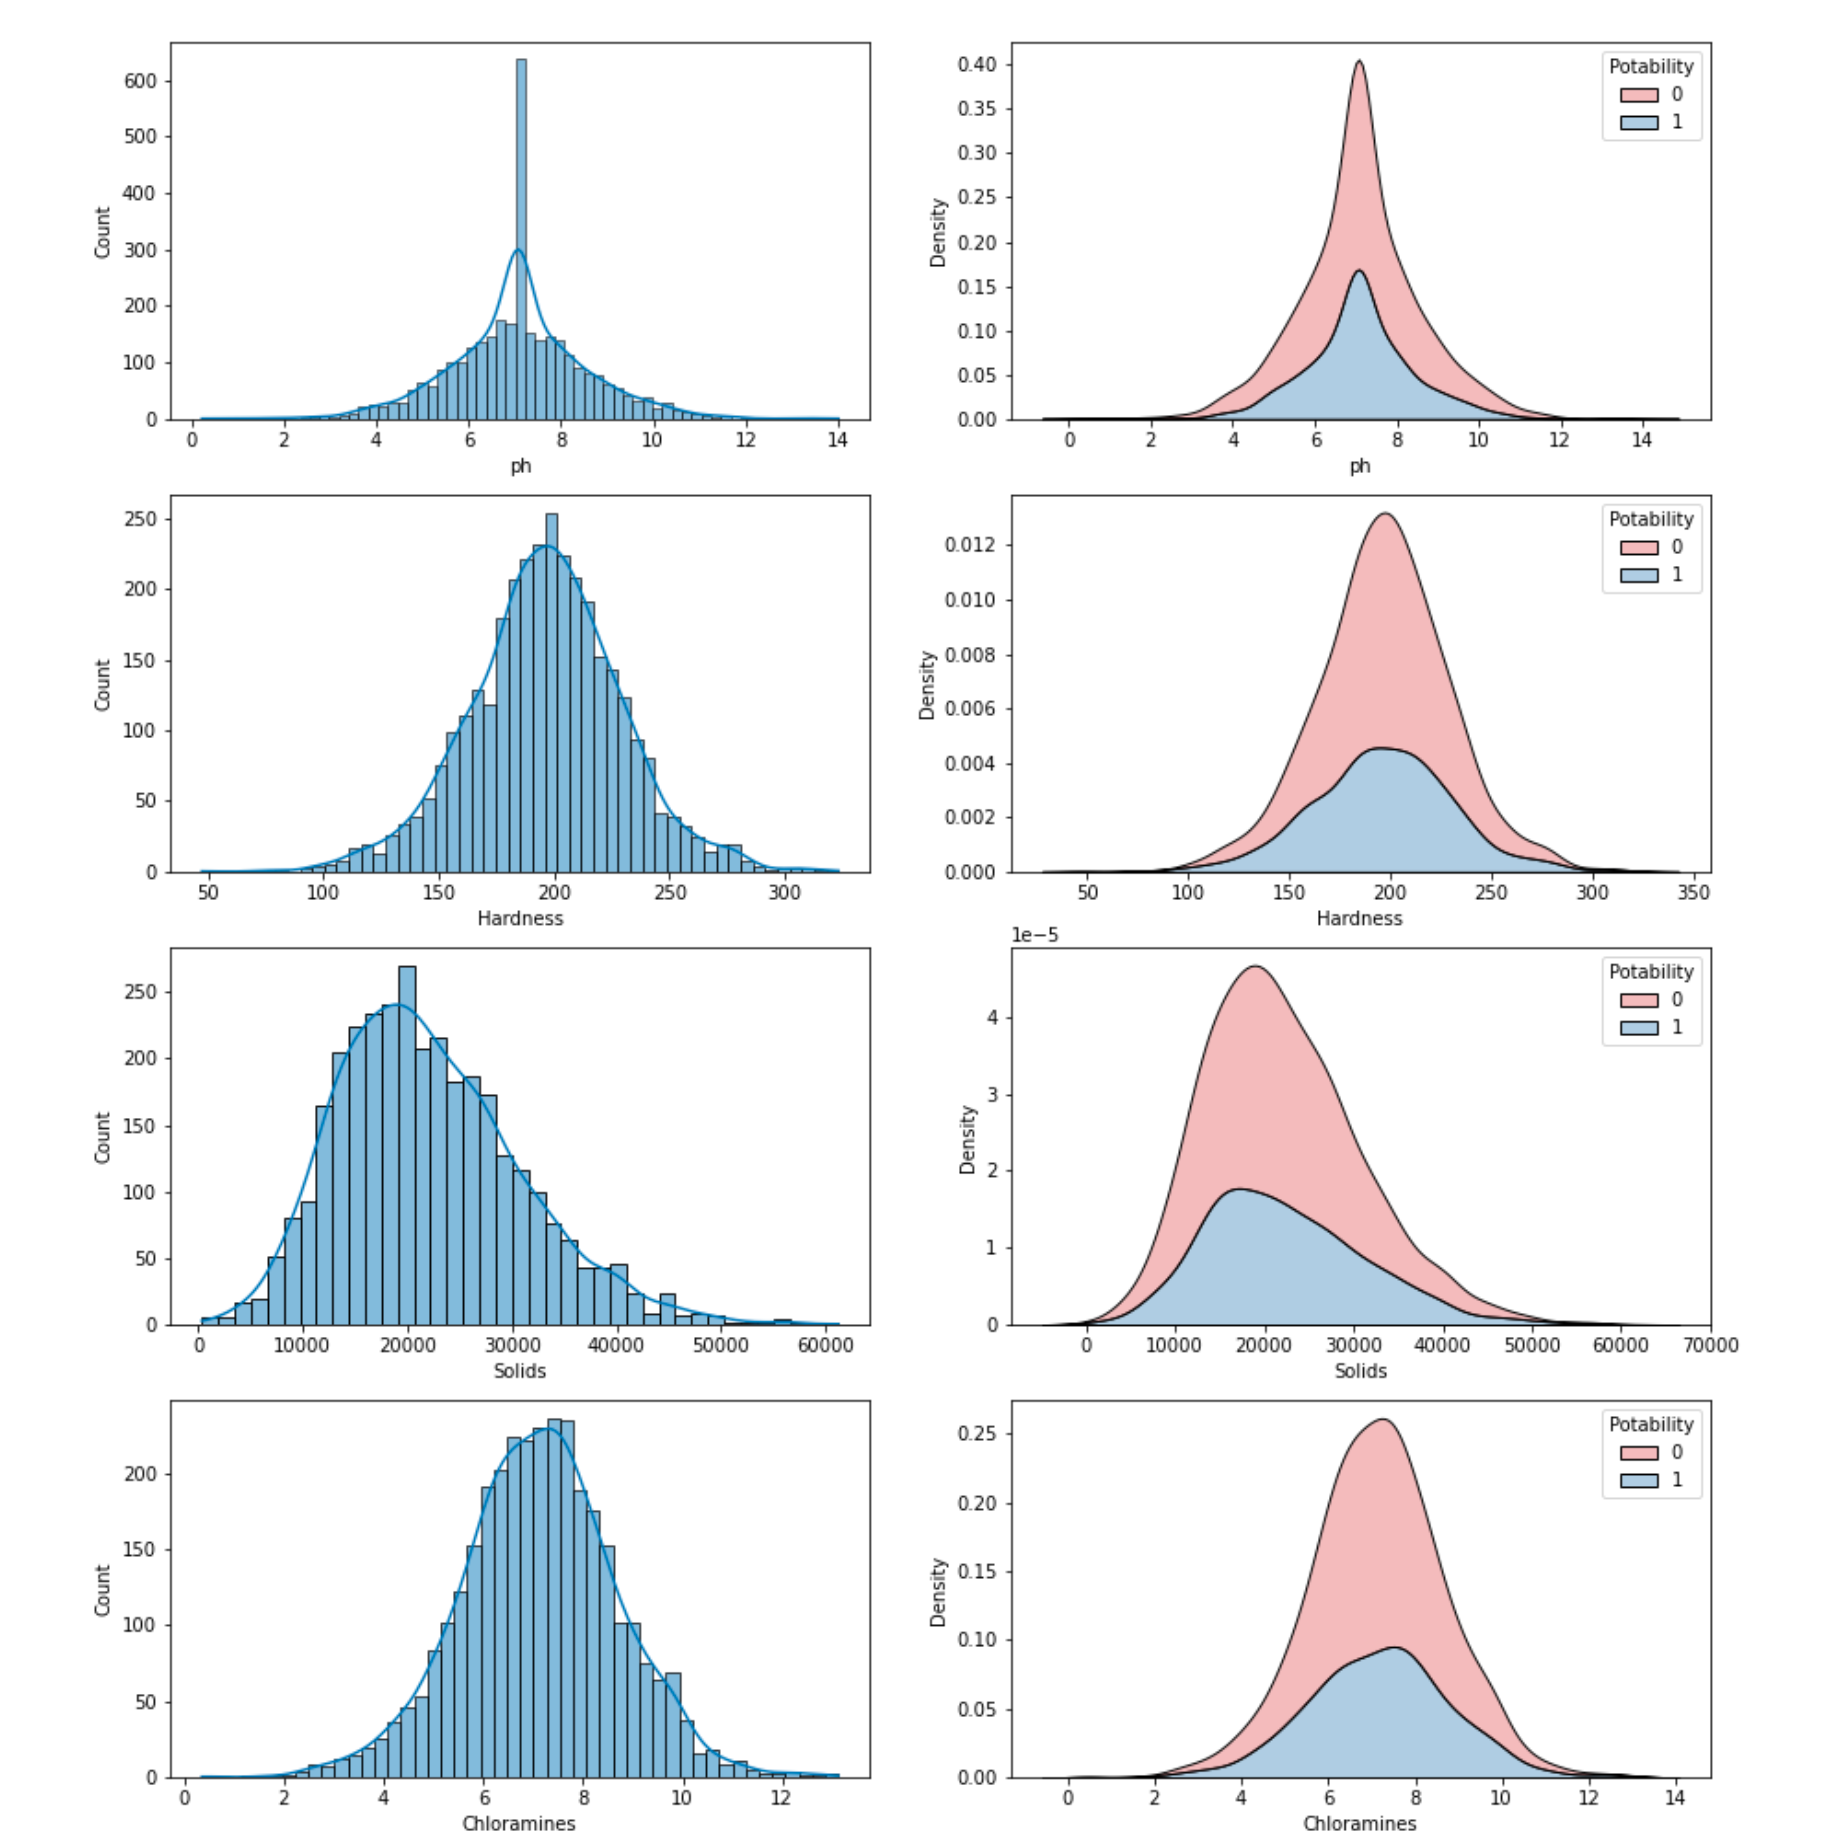 600
500
400
300
200
100
0
Count
0 2 4 6 8 10 12 14
ph
0.40
0.35
0.30
0.25
0.20
0.15
0.10
0.05
0.00
Density
Potability
0
1
0 2 4 6 8 10 12 14
ph
250
200
150
100
50
0
Count
50 100 150 200 250 300
Hardness
0.012
0.010
0.008
0.006
0.004
0.002
0.000
Density
Potability
0
1
50 100 150 200 250 300 350
Hardness
250
200
150
100
50
0
Count
0 10000 20000 30000 40000 50000 60000
Solids
1e−5
4
3
2
1
0
Density
Potability
0
1
0 10000 20000 30000 40000 50000 60000 70000
Solids
200
150
100
50
0
Count
0 2 4 6 8 10 12
Chloramines
0.25
0.20
0.15
0.10
0.05
0.00
Density
Potability
0
1
0 2 4 6 8 10 12 14
Chloramines